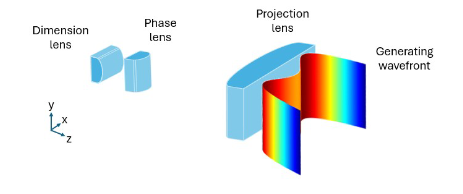 Dimension
lens
Phase
lens
Projection
lens
Generating
wavefront
y
x
z